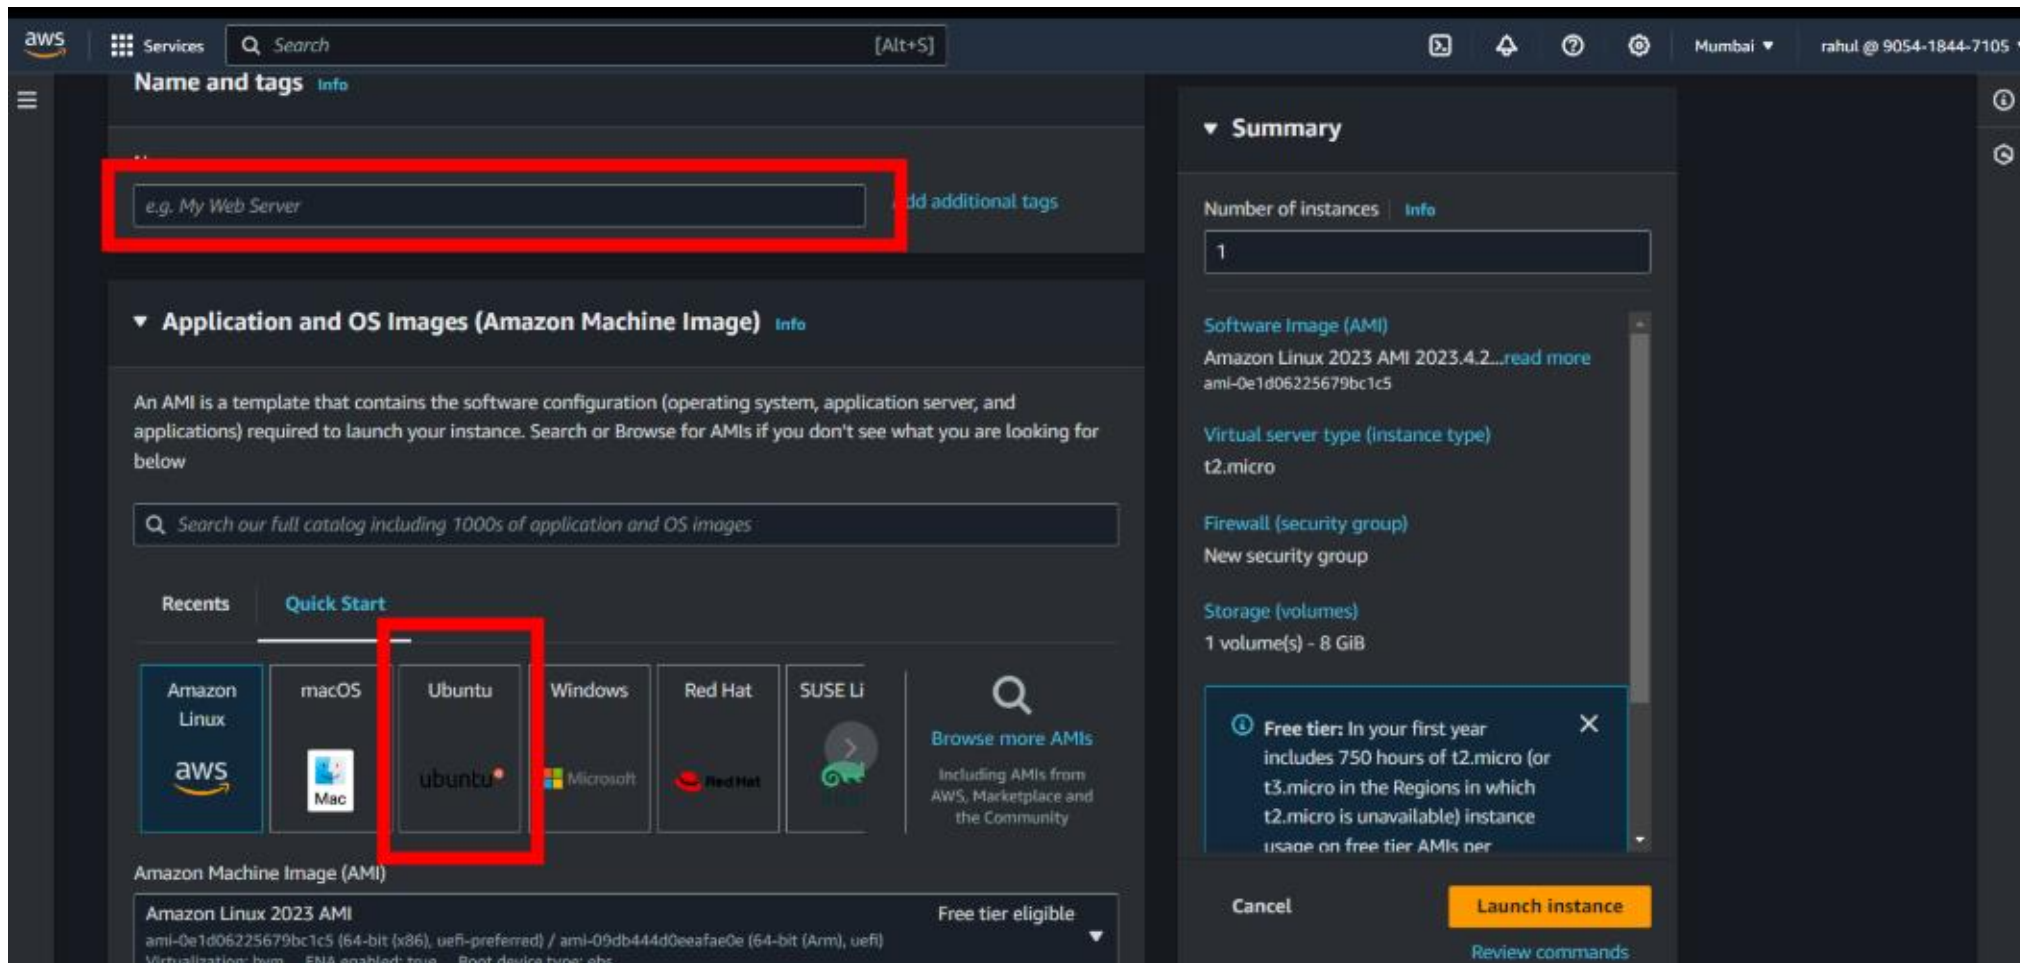 aws
Services
Search
[Alt+S]
Mumbai
rahul @ 9054-1844-7105
Name and tags Info
e.g. My Web Server
dd additional tags
Application and OS Images (Amazon Machine Image) Info
An AMI is a template that contains the software configuration (operating system, application server, and
applications) required to launch your instance. Search or Browse for AMIs if you don't see what you are looking for
below
Search our full catalog including 1000s of application and OS images
Recents
Quick Start
Amazon
Linux
aws
macOS
Mac
Ubuntu
ubuntu
Windows
Microsoft
Red Hat
Red Hat
SUSE Li
Browse more AMIs
Including AMIs from
AWS, Marketplace and
the Community
Amazon Machine Image (AMI)
Amazon Linux 2023 AMI
Free tier eligible
ami-0e1d06225679bc1c5 (64-bit (x86), uefi-preferred) / ami-09db444d0eeafae0e (64-bit (Arm), uefi)
Virtualization: hvm ENA enabled: true Root device type: ebs
Summary
Number of instances Info
1
Software Image (AMI)
Amazon Linux 2023 AMI 2023.4.2...read more
ami-0e1d06225679bc1c5
Virtual server type (instance type)
t2.micro
Firewall (security group)
New security group
Storage (volumes)
1 volume(s) - 8 GiB
Free tier: In your first year
includes 750 hours of t2.micro (or
t3.micro in the Regions in which
t2.micro is unavailable) instance
usage on free tier AMIs per
Cancel
Launch instance
Review commands